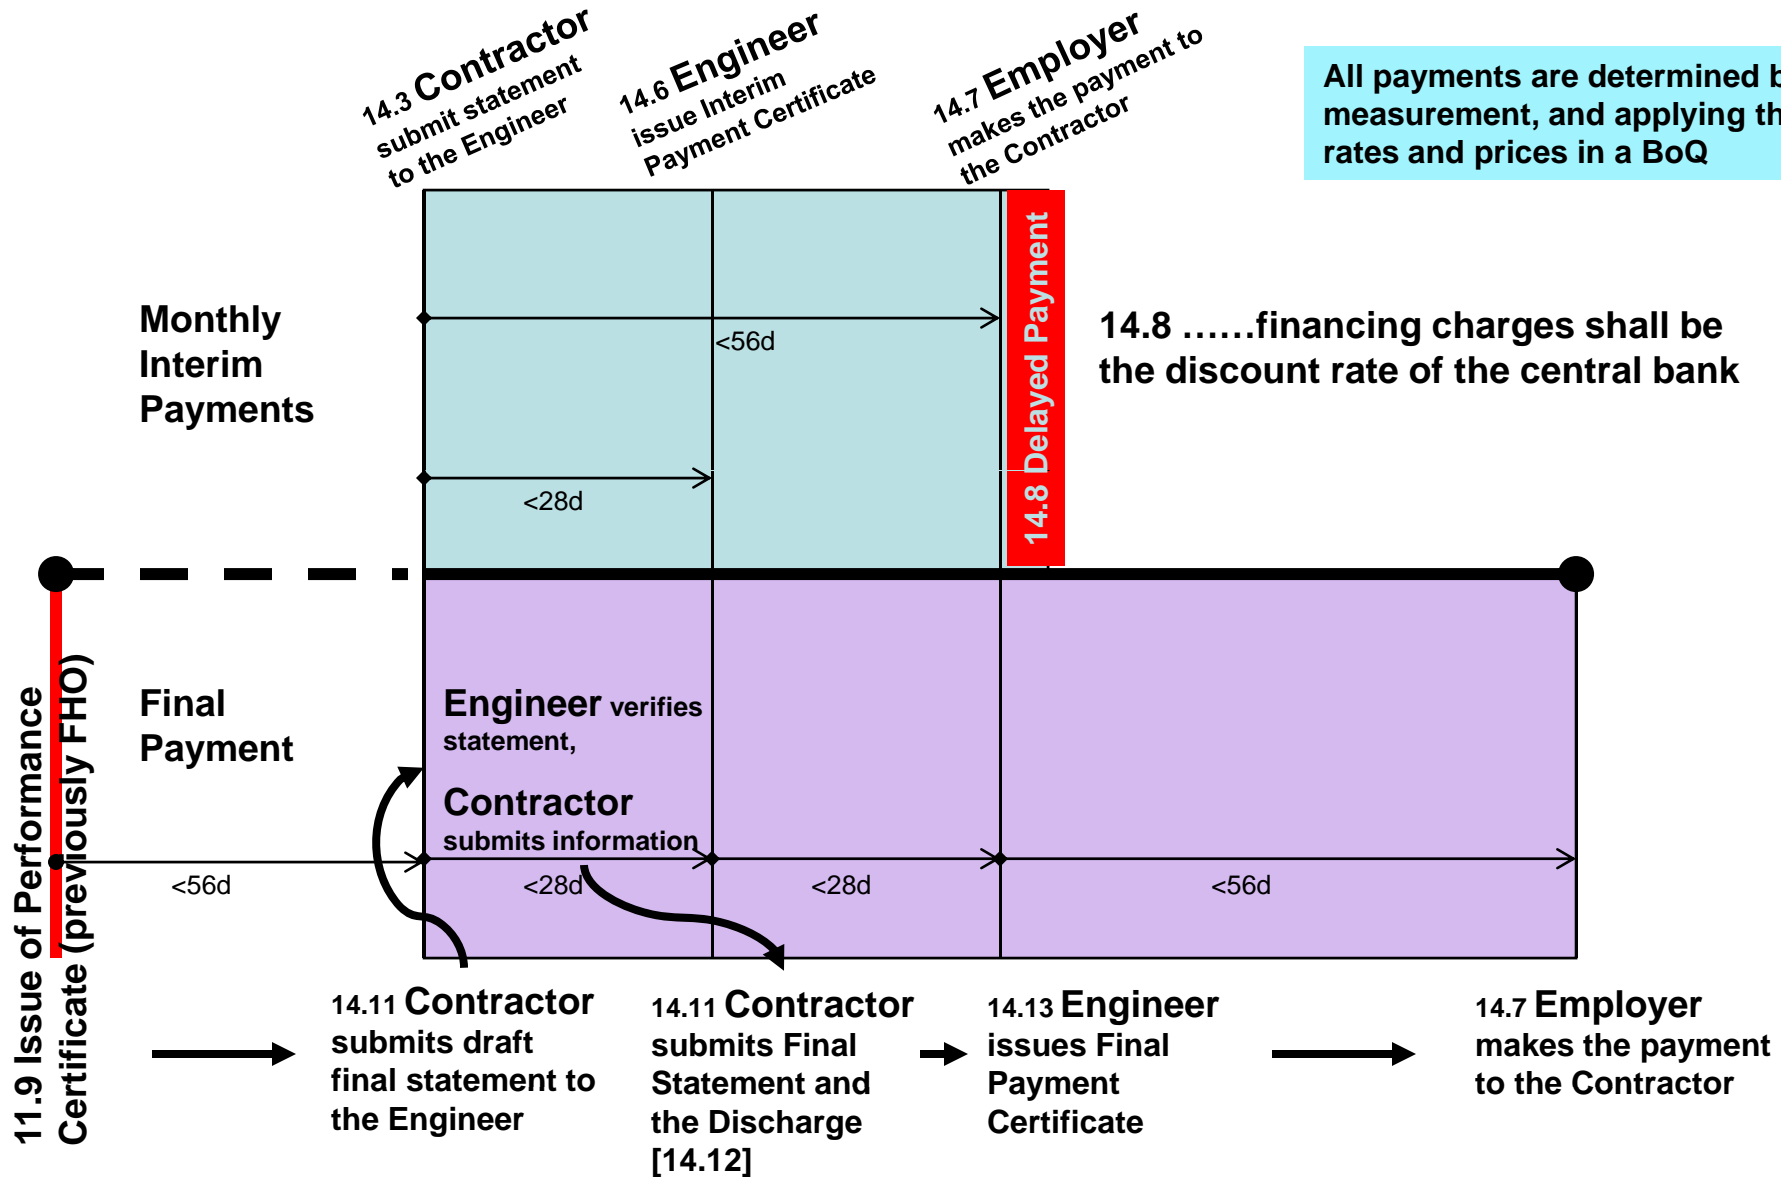 14.3 Contractor
submit statement
to the Engineer
14.6 Engineer
issue Interim
Payment Certificate
14.7 Employer
makes the payment to
the Contractor
All payments are determined b
measurement, and applying th
rates and prices in a BoQ
Monthly
Interim
Payments
<56d
<28d
14.8 Delayed Payment
14.8 ……financing charges shall be
the discount rate of the central bank
11.9 Issue of Performance
Certificate (previously FHO)
Final
Payment
Engineer verifies
statement,
Contractor
submits information
<56d
<28d
<28d
<56d
14.11 Contractor
submits draft
final statement to
the Engineer
14.11 Contractor
submits Final
Statement and
the Discharge
[14.12]
14.13 Engineer
issues Final
Payment
Certificate
14.7 Employer
makes the payment
to the Contractor